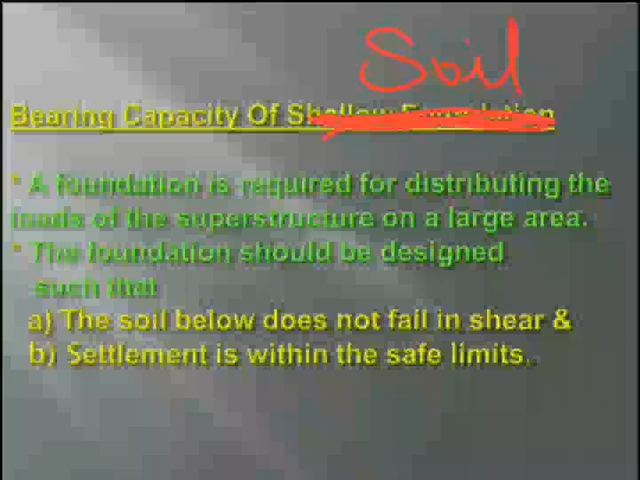 Soil
Bearing Capacity Of Shallow Foundation
* A foundation is required for distributing the
loads of the superstructure on a large area.
* The foundation should be designed
such that
a) The soil below does not fail in shear &
b) Settlement is within the safe limits.